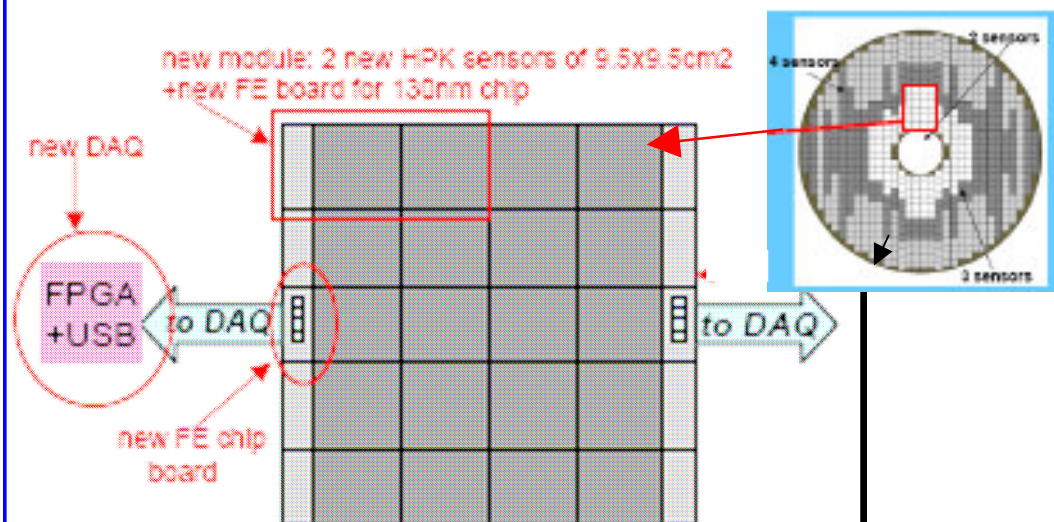 new module: 2 new HPK sensors of 9.5x9.5cm2
+new FE board for 130nm chip
new DAQ
FPGA
+USB
to DAQ
to DAQ
new FE chip
board
2 sensors
4 sensors
3 sensors